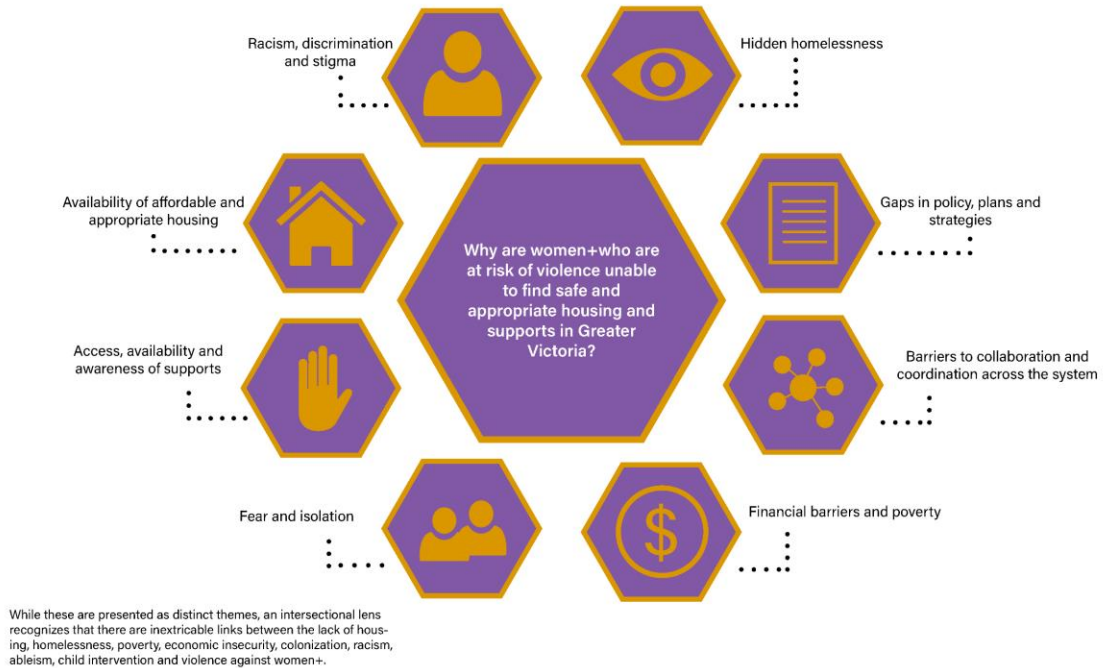 Racism, discrimination
and stigma
Hidden homelessness
Availability of affordable and
appropriate housing
Gaps in policy, plans and
strategies
Why are women+who are
at risk of violence unable
to find safe and
appropriate housing and
supports in Greater
Victoria?
Access, availability and
awareness of supports
Barriers to collaboration and
coordination across the system
Fear and isolation
$
Financial barriers and poverty
While these are presented as distinct themes, an intersectional lens
recognizes that there are inextricable links between the lack of hous-
ing, homelessness, poverty, economic insecurity, colonization, racism,
ableism, child intervention and violence against women+.